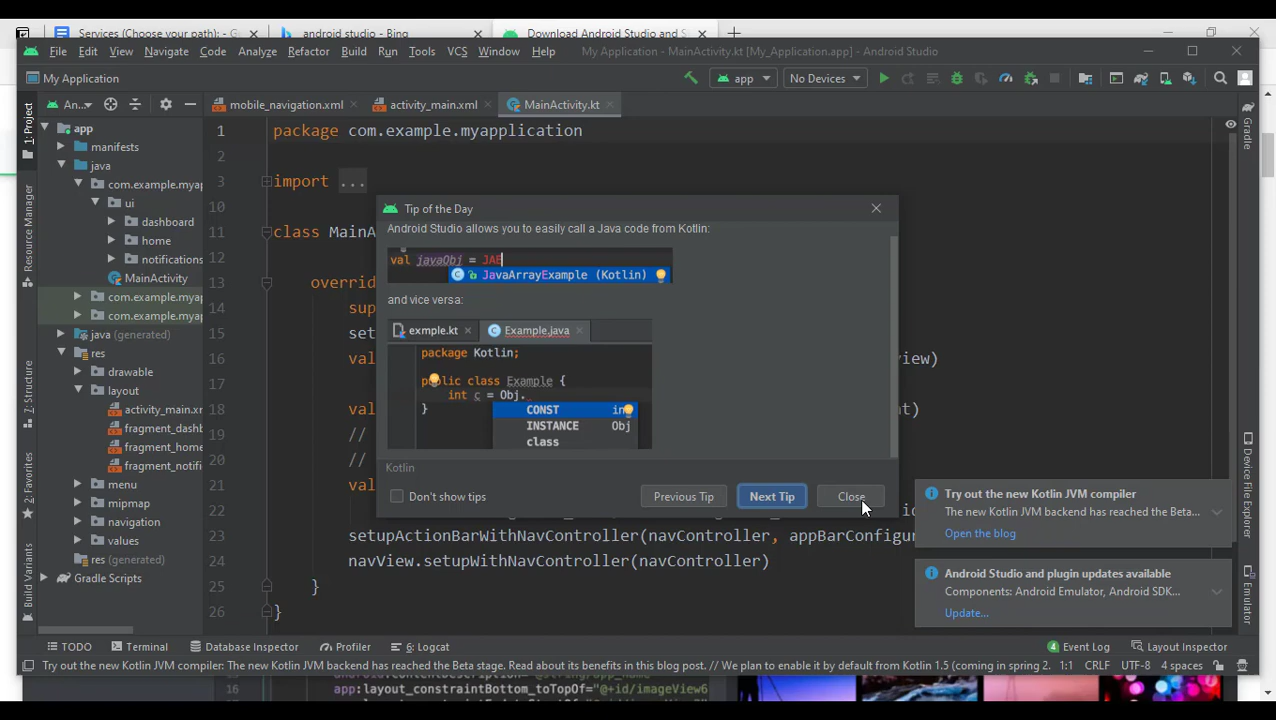 Services (Choose your path) - G
android studio - Bing
Download Android Studio and S
File Edit View Navigate Code Analyze Refactor Build Run Tools VCS Window Help
My Application - MainActivity.kt [My_Application.app] - Android Studio
My Application
app
No Devices
An...
mobile_navigation.xml
activity_main.xml
MainActivity.kt
1: Project
Resource Manager
7: Structure
2: Favorites
Build Variants
app
manifests
java
com.example.myap
ui
dashboard
home
notifications
MainActivity
com.example.myap
com.example.myap
java (generated)
res
drawable
layout
activity_main.x
fragment_dashb
fragment_home
fragment_notifi
menu
mipmap
navigation
values
res (generated)
Gradle Scripts
1 package com.example.myapplication
2
3 import ...
10
11 class MainA
12
13 overrid
14 sup
15 set
16 val iew)
17
18 val t)
19 //
20 //
21 val
22
23 setupActionBarWithNavController(navController, appBarConfigu
24 navView.setupWithNavController(navController)
25 }
26 }
Tip of the Day
Android Studio allows you to easily call a Java code from Kotlin:
val javaObj = JAE
JavaArrayExample (Kotlin)
and vice versa:
exmple.kt
Example.java
package Kotlin;
public class Example {
int c = Obj.
}
CONST in
INSTANCE Obj
class
Kotlin
Don't show tips
Previous Tip
Next Tip
Close
Try out the new Kotlin JVM compiler
The new Kotlin JVM backend has reached the Beta...
Open the blog
Android Studio and plugin updates available
Components: Android Emulator, Android SDK...
Update...
Gradle
Device File Explorer
Emulator
TODO
Terminal
Database Inspector
Profiler
6: Logcat
4 Event Log
Layout Inspector
Try out the new Kotlin JVM compiler: The new Kotlin JVM backend has reached the Beta stage. Read about its benefits in this blog post. // We plan to enable it by default from Kotlin 1.5 (coming in spring 2.
1:1 CRLF UTF-8 4 spaces
15
16 app:layout_constraintBottom_toTopOf="@+id/imageView6